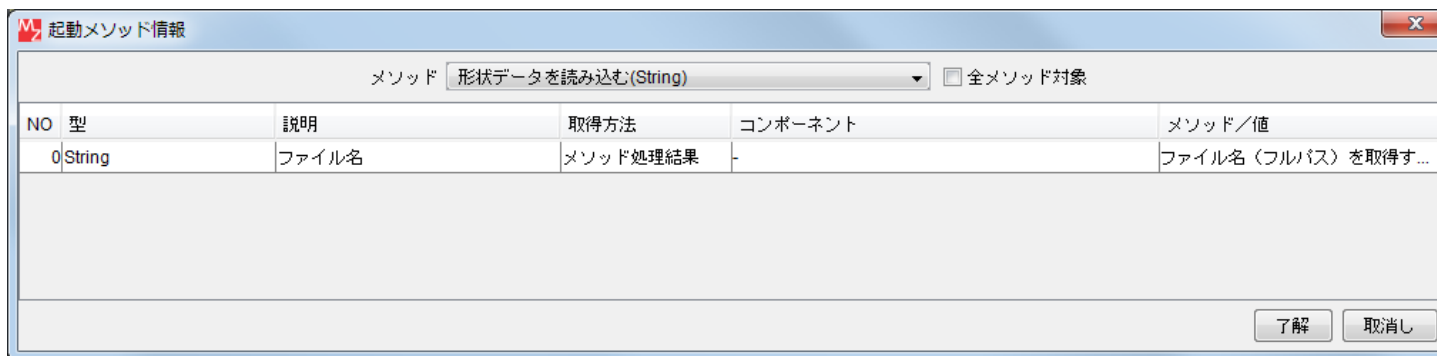 起動メソッド情報
メソッド 形状データを読み込む(String) 全メソッド対象
NO 型 説明 取得方法 コンポーネント メソッド／値
0 String ファイル名 メソッド処理結果 - ファイル名（フルパス）を取得す...
了解 取消し